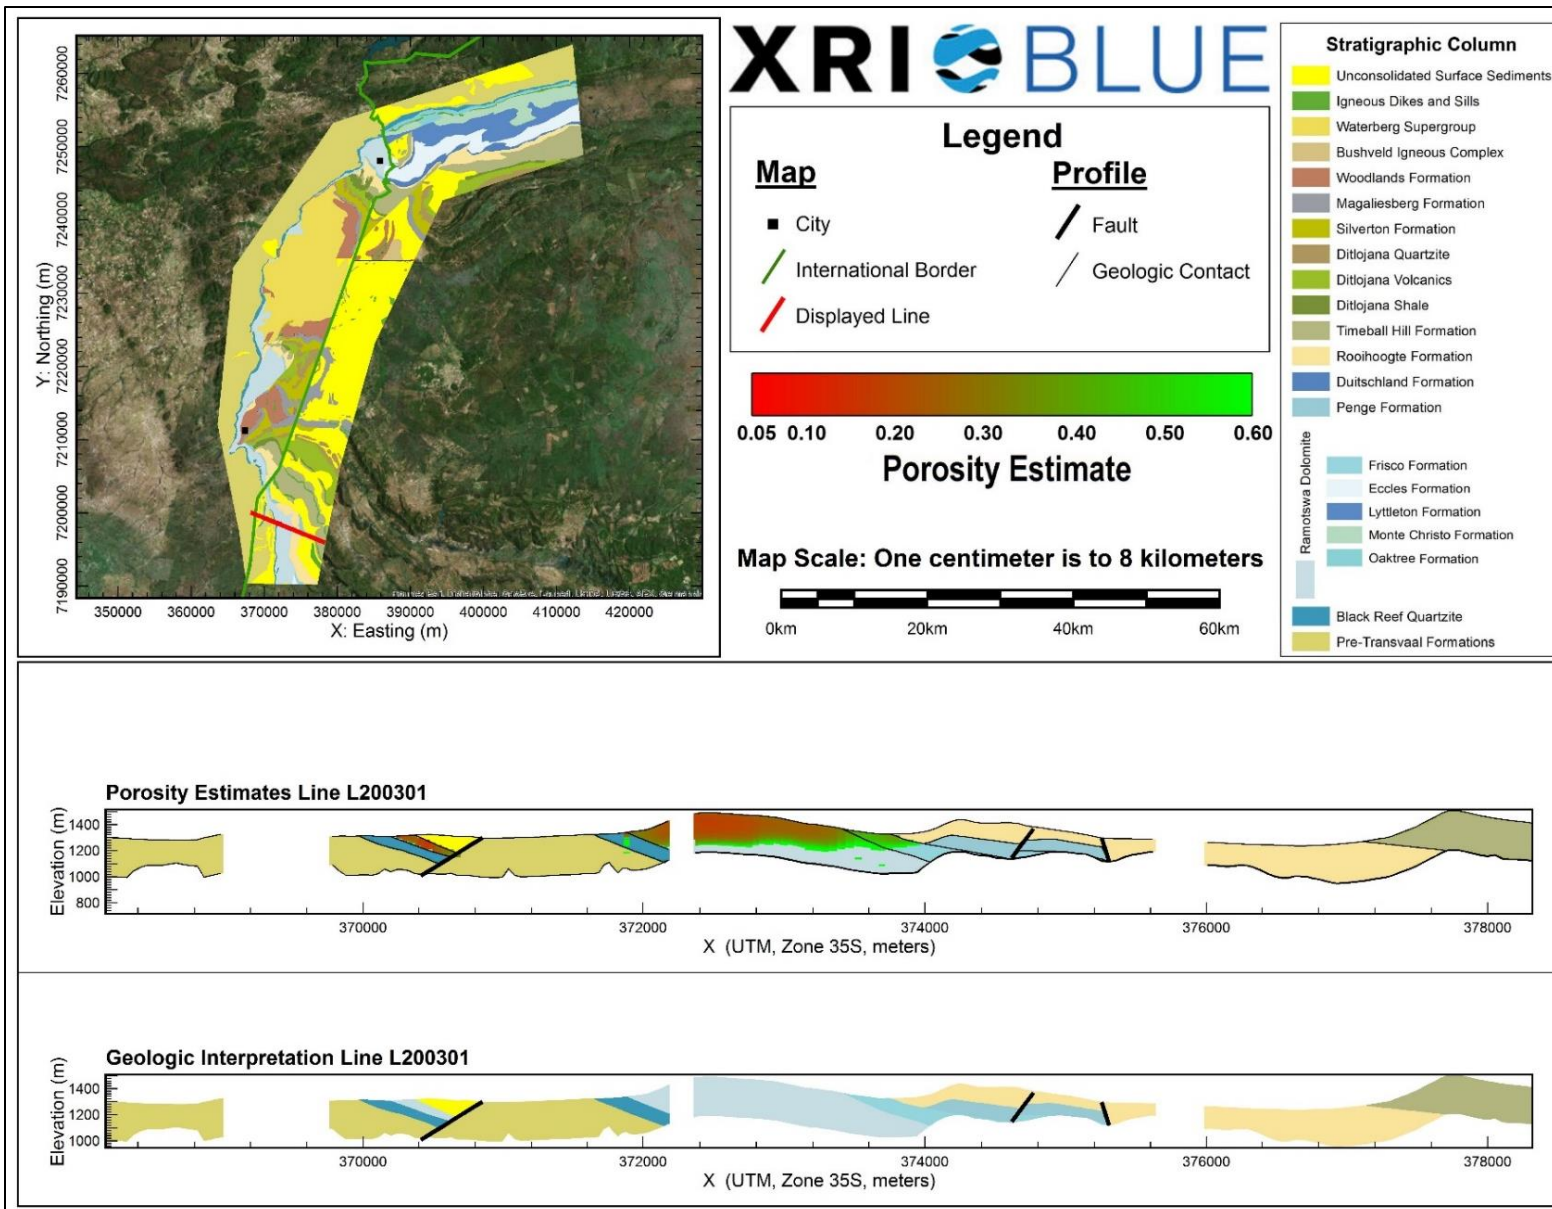 7260000
7250000
7240000
7230000
7220000
7210000
7200000
7190000
Y: Northing (m)
350000 360000 370000 380000 390000 400000 410000 420000
X: Easting (m)
XRI BLUE
Legend
Map
City
International Border
Displayed Line
Profile
Fault
Geologic Contact
0.05 0.10 0.20 0.30 0.40 0.50 0.60
Porosity Estimate
Map Scale: One centimeter is to 8 kilometers
0km 20km 40km 60km
Stratigraphic Column
Unconsolidated Surface Sediments
Igneous Dikes and Sills
Waterberg Supergroup
Bushveld Igneous Complex
Woodlands Formation
Magaliesberg Formation
Silverton Formation
Ditlojana Quartzite
Ditlojana Volcanics
Ditlojana Shale
Timeball Hill Formation
Rooihoogte Formation
Duitschland Formation
Penge Formation
Ramotswa Dolomite
Frisco Formation
Eccles Formation
Lyttleton Formation
Monte Christo Formation
Oaktree Formation
Black Reef Quartzite
Pre-Transvaal Formations
Porosity Estimates Line L200301
Elevation (m)
1400
1200
1000
800
370000 372000 374000 376000 378000
X (UTM, Zone 35S, meters)
Geologic Interpretation Line L200301
Elevation (m)
1400
1200
1000
370000 372000 374000 376000 378000
X (UTM, Zone 35S, meters)